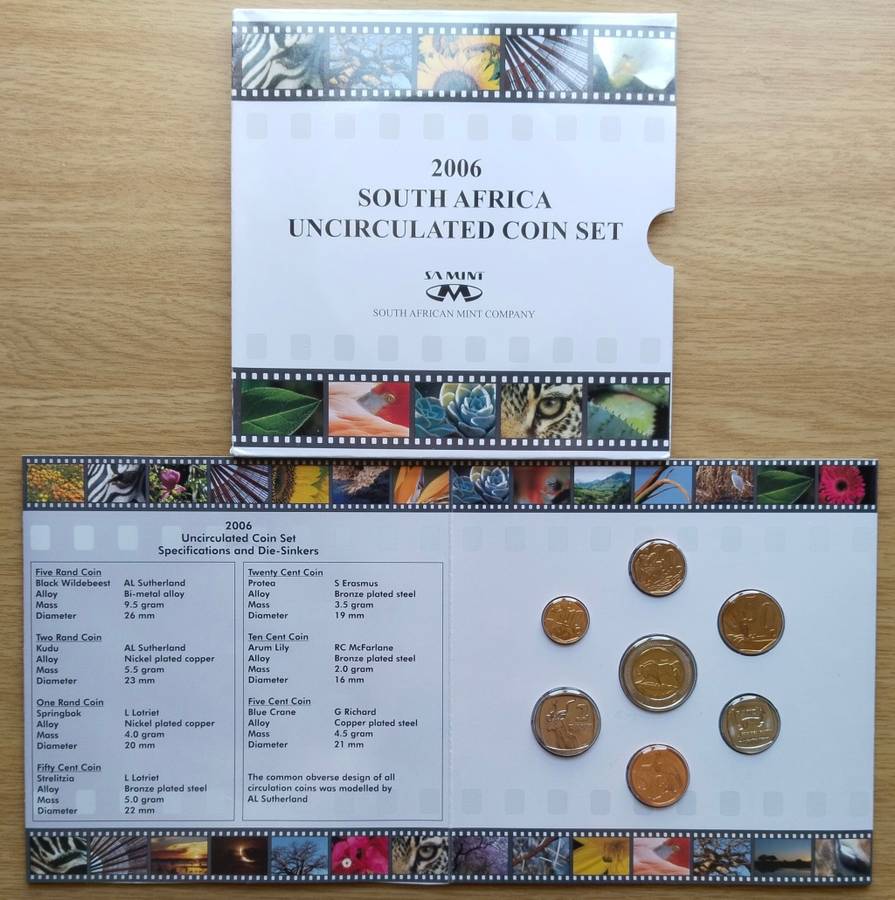 2006
SOUTH AFRICA
UNCIRCULATED COIN SET
SA MINT
SOUTH AFRICAN MINT COMPANY
2006
Uncirculated Coin Set
Specifications and Die-Sinkers
Five Rand Coin
Black Wildebeest AL Sutherland
Alloy Bi-metal alloy
Mass 9.5 gram
Diameter 26 mm
Two Rand Coin
Kudu AL Sutherland
Alloy Nickel plated copper
Mass 5.5 gram
Diameter 23 mm
One Rand Coin
Springbok L Lotriet
Alloy Nickel plated copper
Mass 4.0 gram
Diameter 20 mm
Fifty Cent Coin
Strelitzia L Lotriet
Alloy Bronze plated steel
Mass 5.0 gram
Diameter 22 mm
Twenty Cent Coin
Protea S Erasmus
Alloy Bronze plated steel
Mass 3.5 gram
Diameter 19 mm
Ten Cent Coin
Arum Lily RC McFarlane
Alloy Bronze plated steel
Mass 2.0 gram
Diameter 16 mm
Five Cent Coin
Blue Crane G Richard
Alloy Copper plated steel
Mass 4.5 gram
Diameter 21 mm
The common obverse design of all
circulation coins was modelled by
AL Sutherland